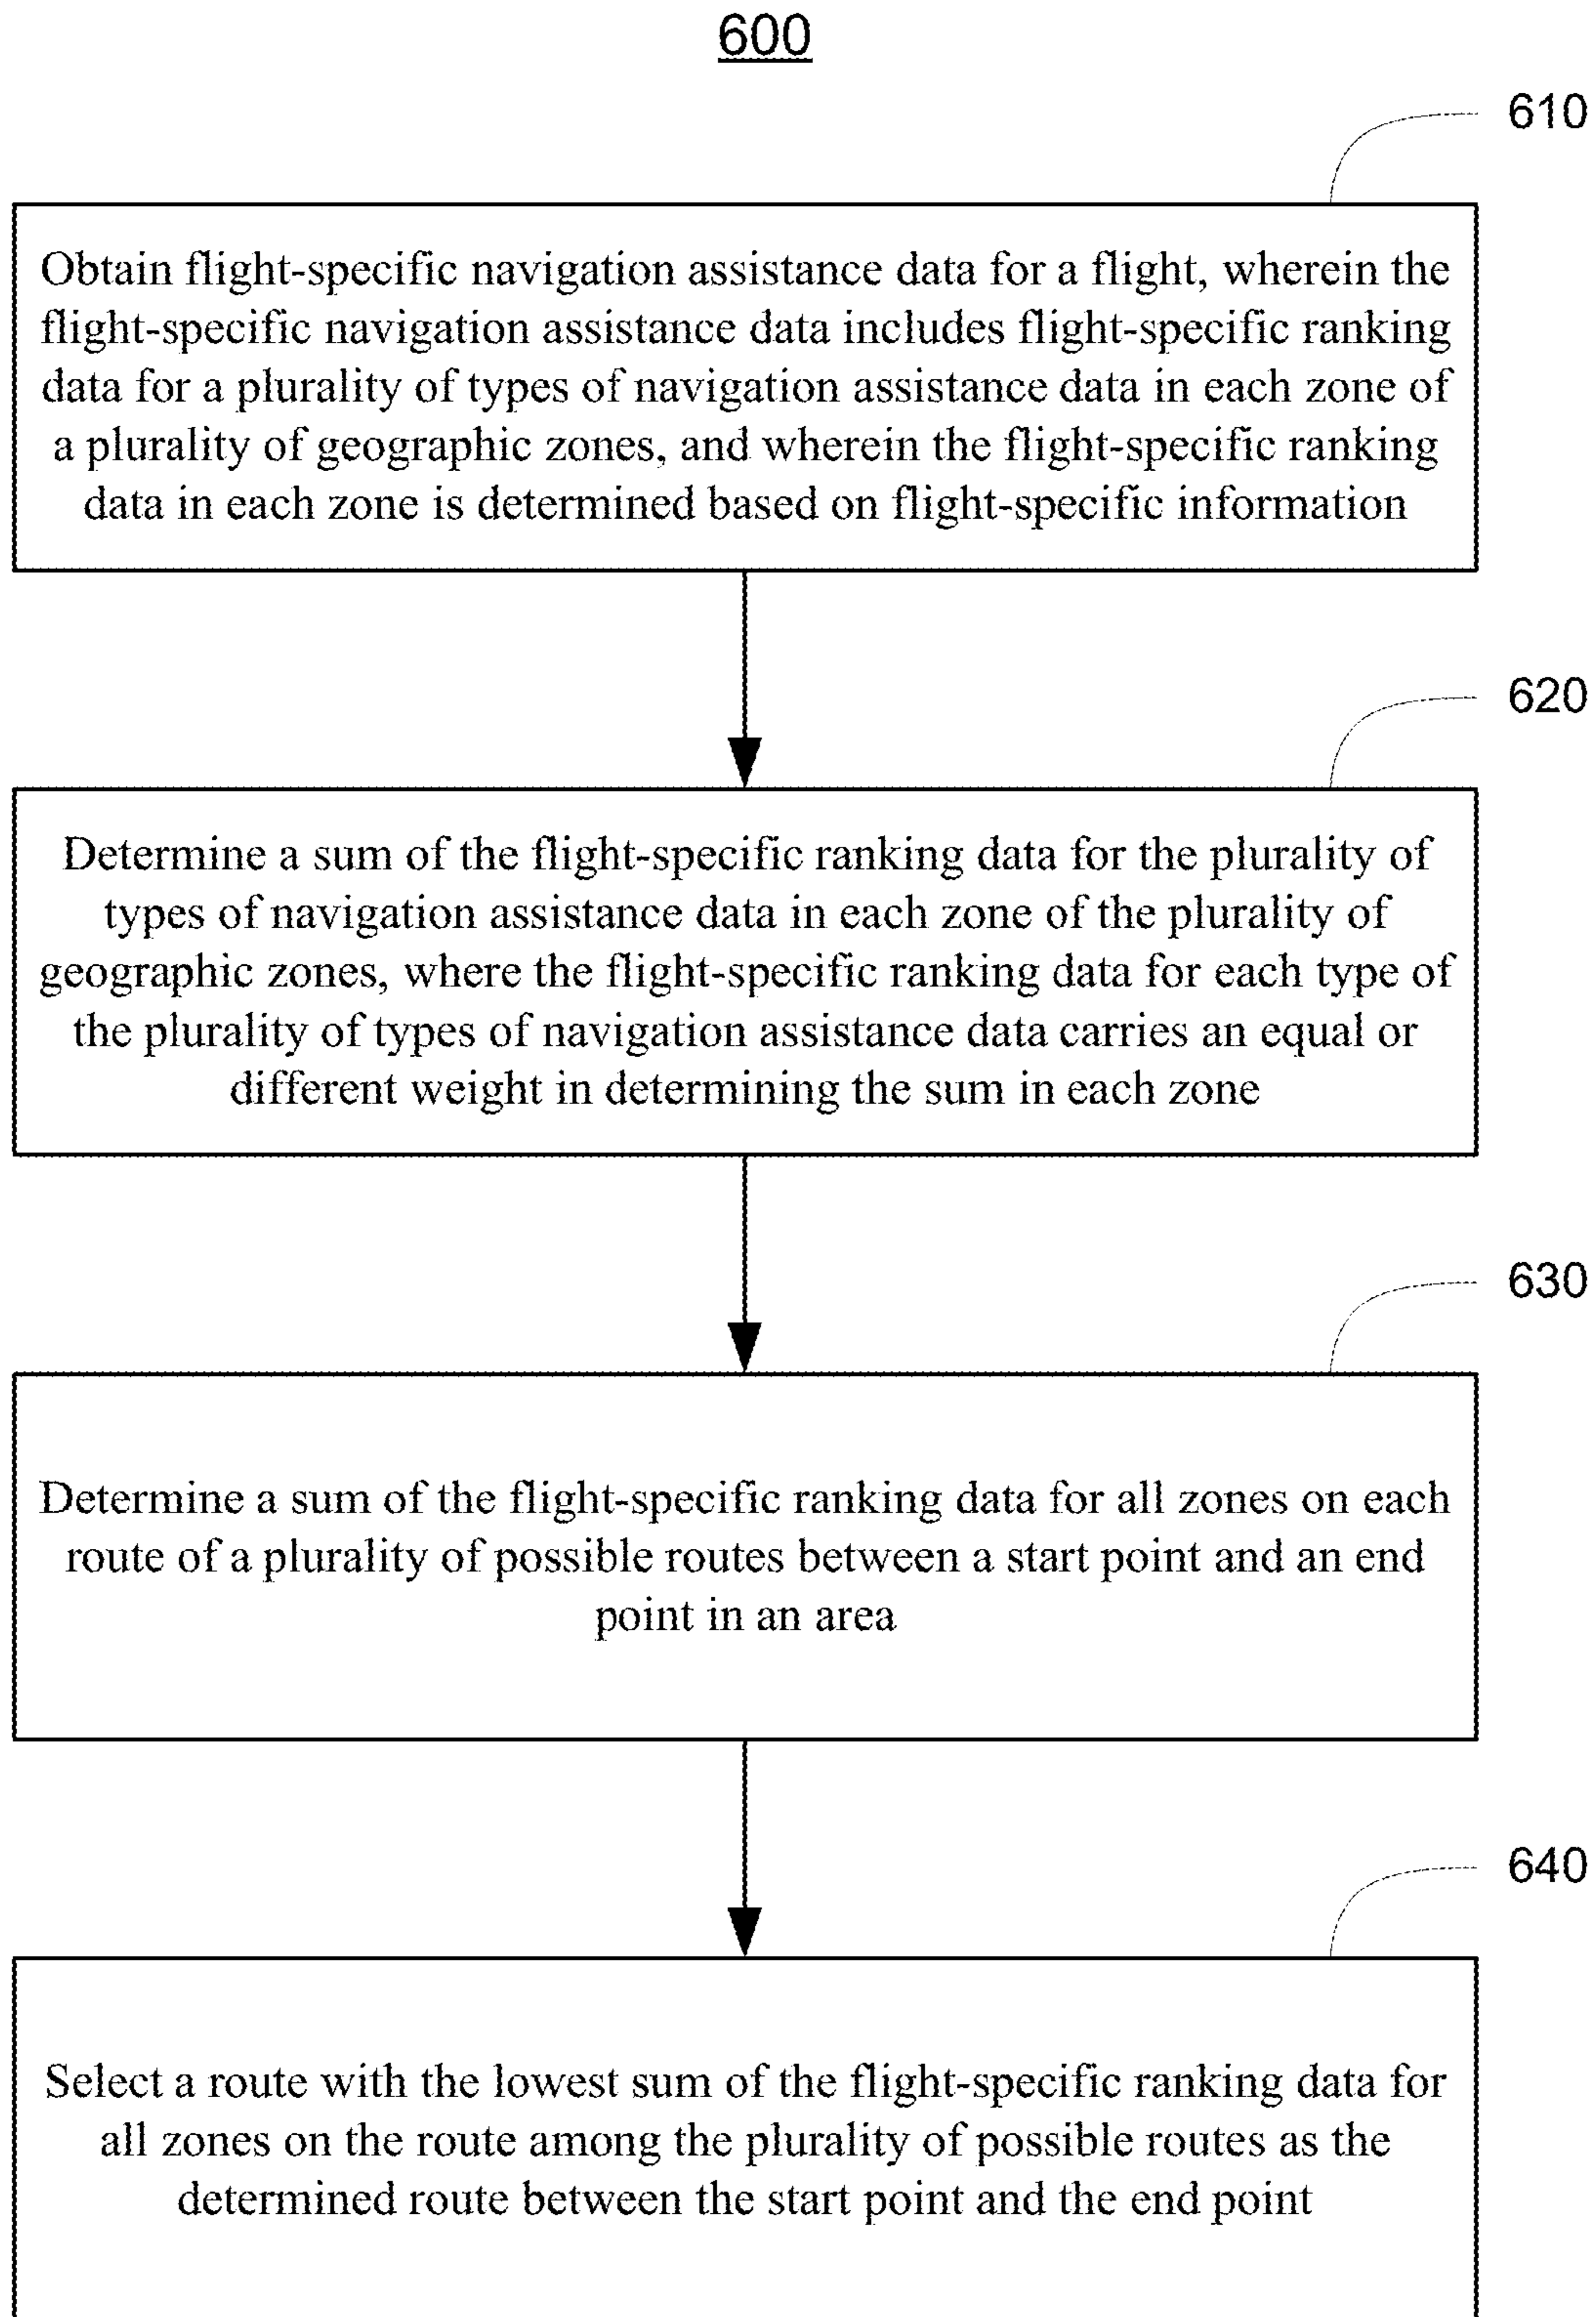 600
610
Obtain flight-specific navigation assistance data for a flight, wherein the
flight-specific navigation assistance data includes flight-specific ranking
data for a plurality of types of navigation assistance data in each zone of
a plurality of geographic zones, and wherein the flight-specific ranking
data in each zone is determined based on flight-specific information
620
Determine a sum of the flight-specific ranking data for the plurality of
types of navigation assistance data in each zone of the plurality of
geographic zones, where the flight-specific ranking data for each type of
the plurality of types of navigation assistance data carries an equal or
different weight in determining the sum in each zone
630
Determine a sum of the flight-specific ranking data for all zones on each
route of a plurality of possible routes between a start point and an end
point in an area
640
Select a route with the lowest sum of the flight-specific ranking data for
all zones on the route among the plurality of possible routes as the
determined route between the start point and the end point